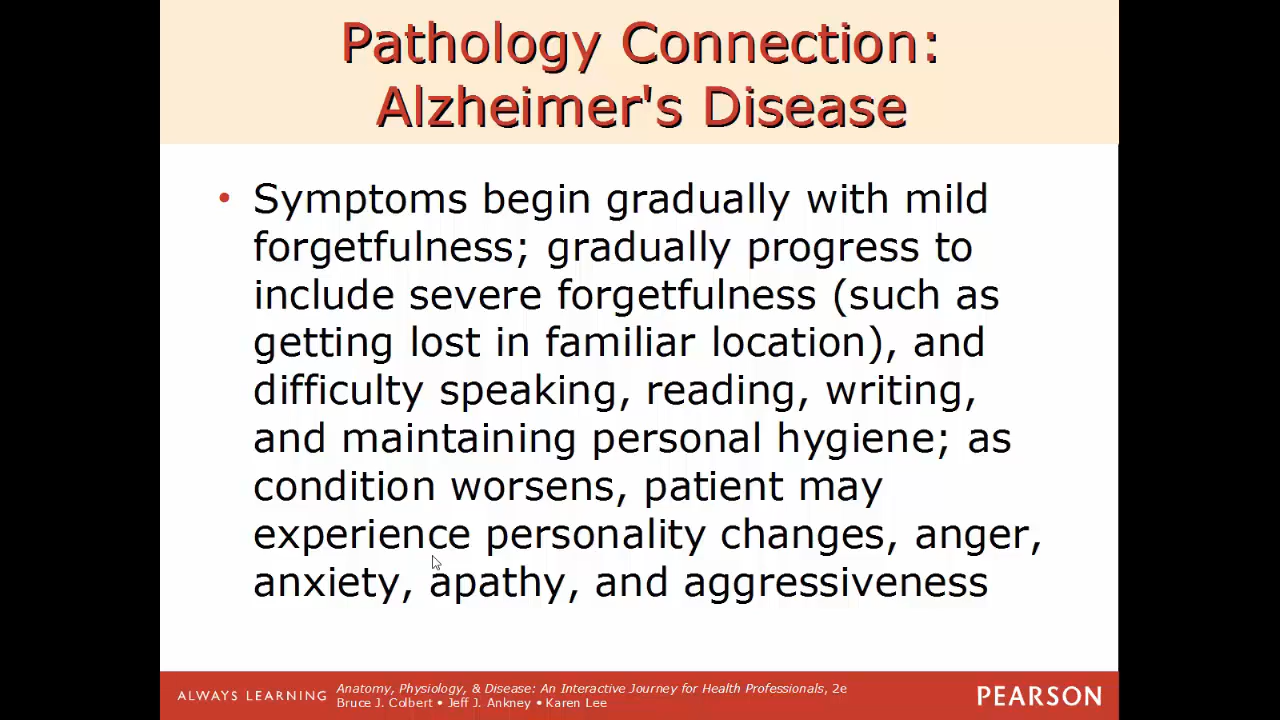 Pathology Connection:
Alzheimer's Disease
• Symptoms begin gradually with mild
forgetfulness; gradually progress to
include severe forgetfulness (such as
getting lost in familiar location), and
difficulty speaking, reading, writing,
and maintaining personal hygiene; as
condition worsens, patient may
experience personality changes, anger,
anxiety, apathy, and aggressiveness
ALWAYS LEARNING
Anatomy, Physiology, & Disease: An Interactive Journey for Health Professionals, 2e
Bruce J. Colbert • Jeff J. Ankney • Karen Lee
PEARSON